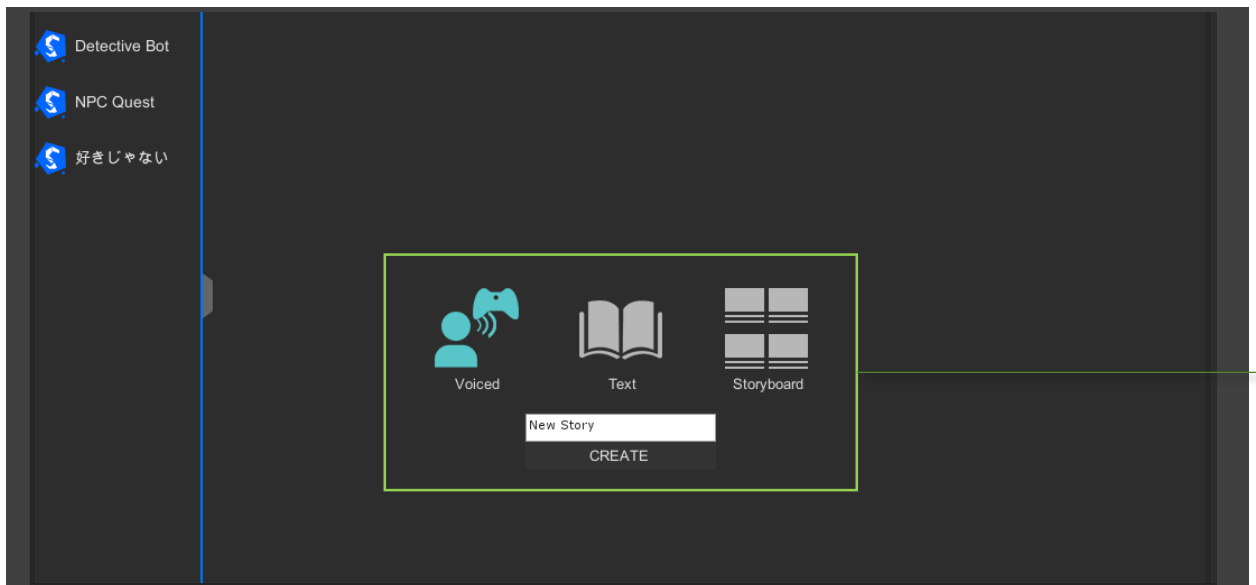 Detective Bot
NPC Quest
好きじゃない
Voiced
Text
Storyboard
New Story
CREATE